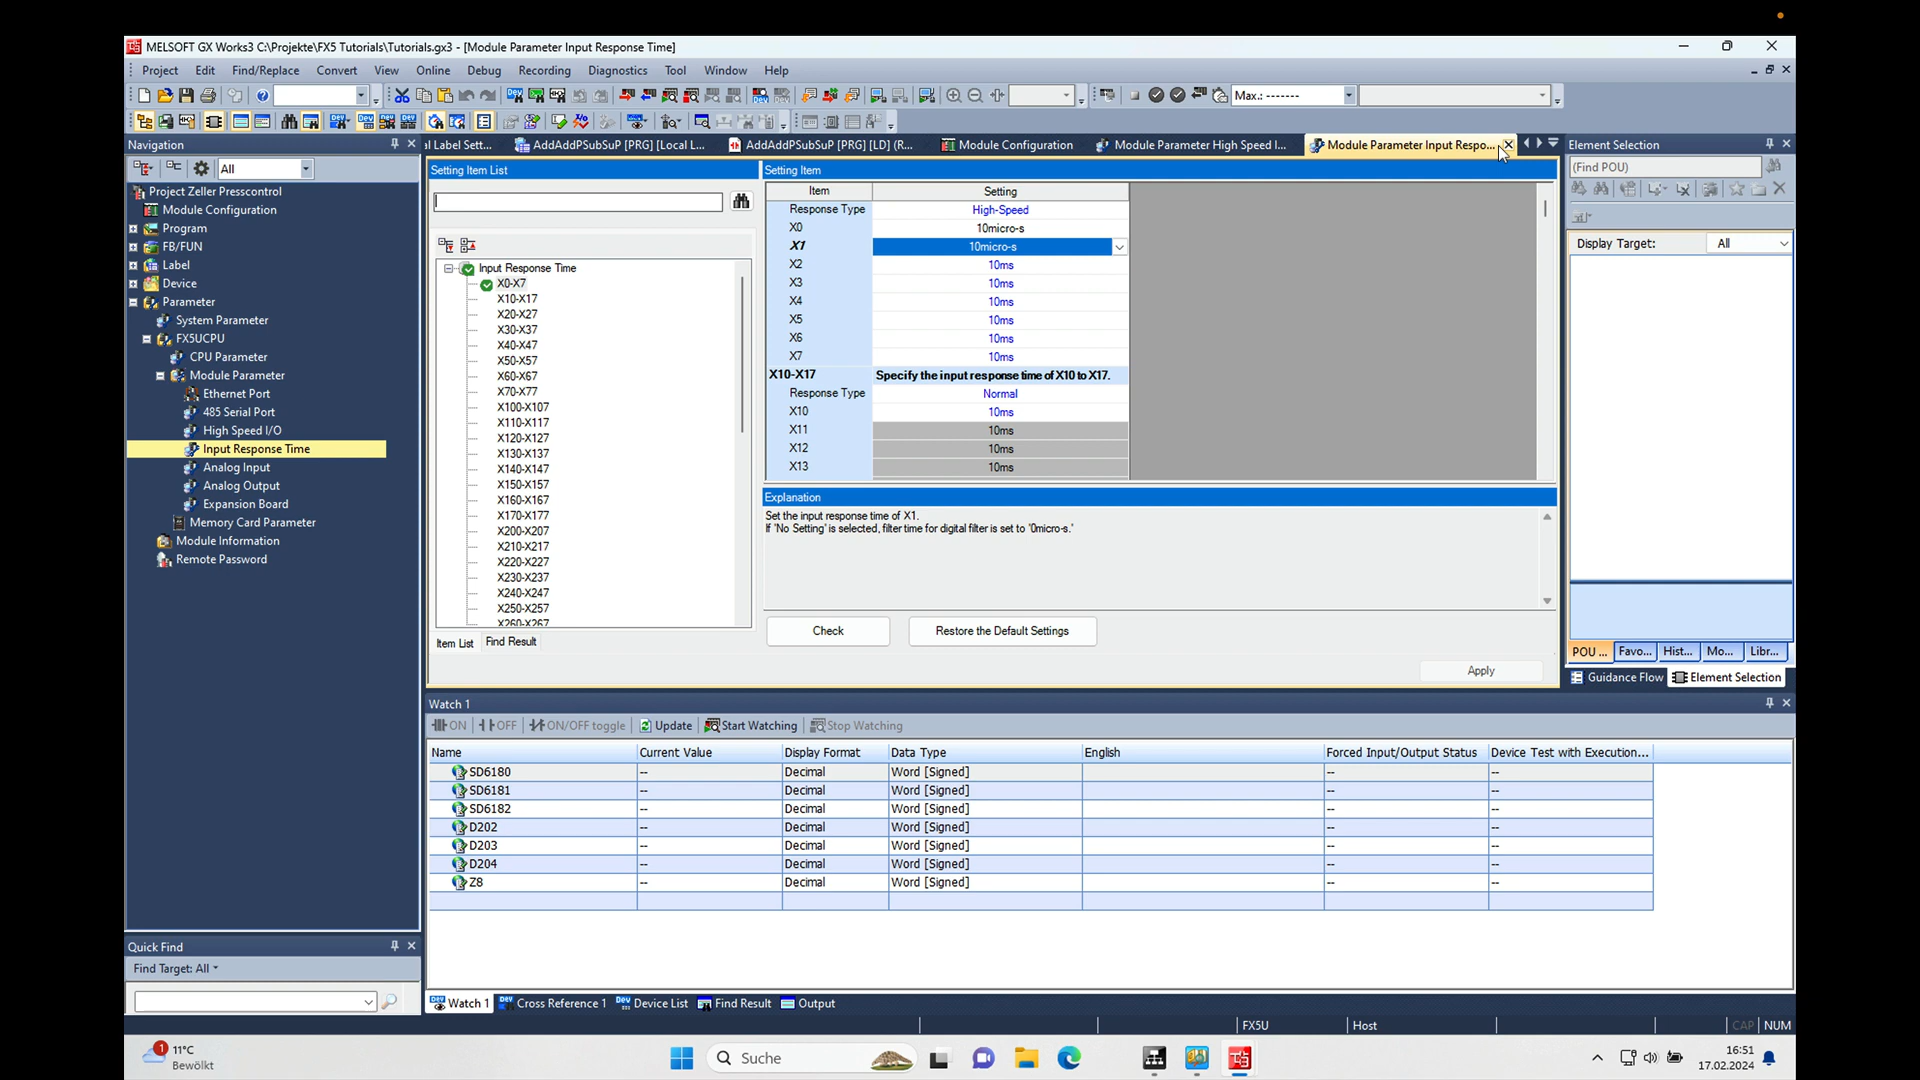 MELSOFT GX Works3 C:\Projekte\FX5 Tutorials\Tutorials.gx3 - [Module Parameter Input Response Time]
Project Edit Find/Replace Convert View Online Debug Recording Diagnostics Tool Window Help
Max.: -------
Navigation
All
Project Zeller Presscontrol
Module Configuration
Program
FB/FUN
Label
Device
Parameter
System Parameter
FX5UCPU
CPU Parameter
Module Parameter
Ethernet Port
485 Serial Port
High Speed I/O
Input Response Time
Analog Input
Analog Output
Expansion Board
Memory Card Parameter
Module Information
Remote Password
Quick Find
Find Target: All
al Label Sett... AddAddPSubSuP [PRG] [Local L... AddAddPSubSuP [PRG] [LD] (R... Module Configuration Module Parameter High Speed I... Module Parameter Input Respo...
Setting Item List
Input Response Time
X0-X7
X10-X17
X20-X27
X30-X37
X40-X47
X50-X57
X60-X67
X70-X77
X100-X107
X110-X117
X120-X127
X130-X137
X140-X147
X150-X157
X160-X167
X170-X177
X200-X207
X210-X217
X220-X227
X230-X237
X240-X247
X250-X257
X260-X267
Item List Find Result
Setting Item
Item Setting
Response Type High-Speed
X0 10micro-s
X1 10micro-s
X2 10ms
X3 10ms
X4 10ms
X5 10ms
X6 10ms
X7 10ms
X10-X17 Specify the input response time of X10 to X17.
Response Type Normal
X10 10ms
X11 10ms
X12 10ms
X13 10ms
Explanation
Set the input response time of X1.
If 'No Setting' is selected, filter time for digital filter is set to '0micro-s.'
Check Restore the Default Settings
Apply
Element Selection
(Find POU)
Display Target: All
POU ... Favo... Hist... Mo... Libr...
Guidance Flow Element Selection
Watch 1
ON OFF ON/OFF toggle Update Start Watching Stop Watching
Name Current Value Display Format Data Type English Forced Input/Output Status Device Test with Execution...
SD6180 -- Decimal Word [Signed] -- --
SD6181 -- Decimal Word [Signed] -- --
SD6182 -- Decimal Word [Signed] -- --
D202 -- Decimal Word [Signed] -- --
D203 -- Decimal Word [Signed] -- --
D204 -- Decimal Word [Signed] -- --
Z8 -- Decimal Word [Signed] -- --
Watch 1 Cross Reference 1 Device List Find Result Output
FX5U Host CAP NUM
1 11°C
Bewölkt
Suche
16:51
17.02.2024